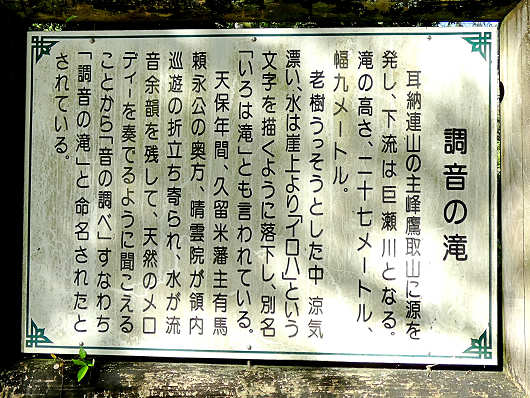 調音の滝
耳納連山の主峰鷹取山に源を
発し、下流は巨瀬川となる。
滝の高さ、二十七メートル、
幅九メートル。
老樹うっそうとした中　涼気
漂い、水は崖上より「イロハ」という
文字を描くように落下し、別名
「いろは滝」とも言われている。
天保年間　久留米藩主有馬
頼永公の奥方、晴雲院が領内
巡遊の折立ち寄られ、水が流
音余韻を残して、天然のメロ
ディーを奏でるように聞こえる
ことから「音の調べ」すなわち
「調音の滝」と命名されたと
されている。